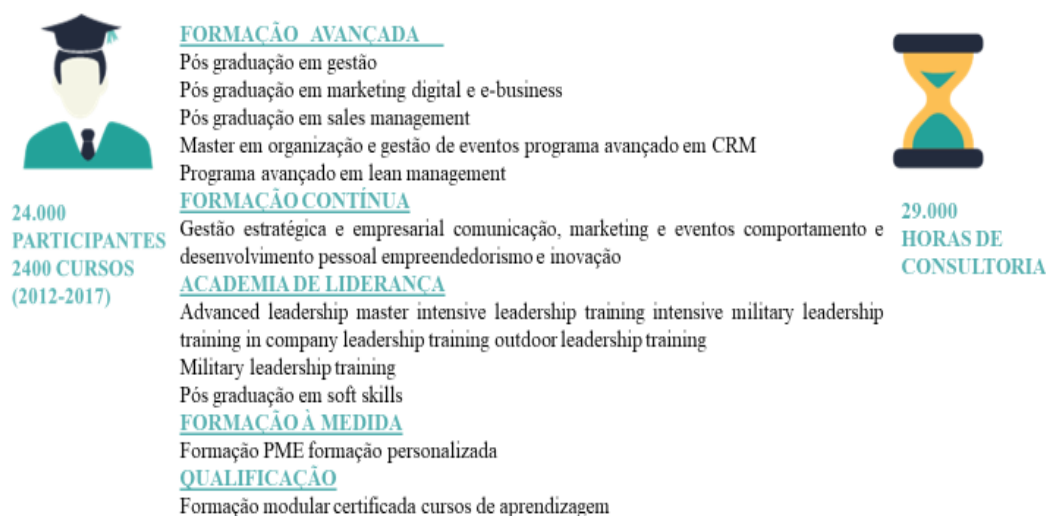 24.000
PARTICIPANTES
2400 CURSOS
(2012-2017)
FORMAÇÃO AVANÇADA
Pós graduação em gestão
Pós graduação em marketing digital e e-business
Pós graduação em sales management
Master em organização e gestão de eventos programa avançado em CRM
Programa avançado em lean management
FORMAÇÃO CONTÍNUA
Gestão estratégica e empresarial comunicação, marketing e eventos comportamento e
desenvolvimento pessoal empreendedorismo e inovação
ACADEMIA DE LIDERANÇA
Advanced leadership master intensive leadership training intensive military leadership
training in company leadership training outdoor leadership training
Military leadership training
Pós graduação em soft skills
FORMAÇÃO À MEDIDA
Formação PME formação personalizada
QUALIFICAÇÃO
Formação modular certificada cursos de aprendizagem
29.000
HORAS DE
CONSULTORIA